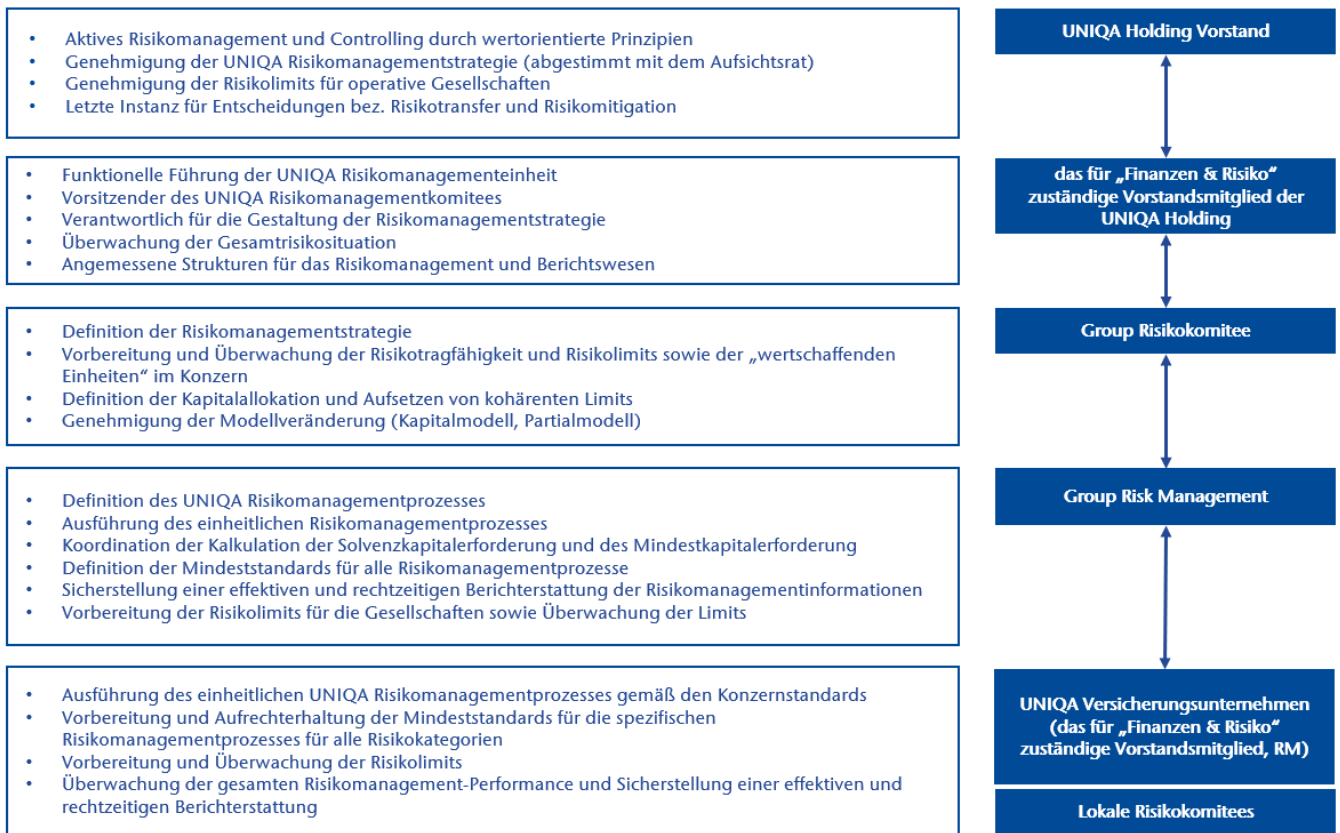 • Aktives Risikomanagement und Controlling durch wertorientierte Prinzipien
• Genehmigung der UNIQA Risikomanagementstrategie (abgestimmt mit dem Aufsichtsrat)
• Genehmigung der Risikolimits für operative Gesellschaften
• Letzte Instanz für Entscheidungen bez. Risikotransfer und Risikomitigation
UNIQA Holding Vorstand
• Funktionelle Führung der UNIQA Risikomanagementeinheit
• Vorsitzender des UNIQA Risikomanagementkomitees
• Verantwortlich für die Gestaltung der Risikomanagementstrategie
• Überwachung der Gesamtrisikosituation
• Angemessene Strukturen für das Risikomanagement und Berichtswesen
das für „Finanzen & Risiko“
zuständige Vorstandsmitglied der
UNIQA Holding
• Definition der Risikomanagementstrategie
• Vorbereitung und Überwachung der Risikotragfähigkeit und Risikolimits sowie der „wertschaffenden
Einheiten“ im Konzern
• Definition der Kapitalallokation und Aufsetzen von kohärenten Limits
• Genehmigung der Modellveränderung (Kapitalmodell, Partialmodell)
Group Risikokomitee
• Definition des UNIQA Risikomanagementprozesses
• Ausführung des einheitlichen Risikomanagementprozesses
• Koordination der Kalkulation der Solvenzkapitalerforderung und des Mindestkapitalerforderung
• Definition der Mindeststandards für alle Risikomanagementprozesse
• Sicherstellung einer effektiven und rechtzeitigen Berichterstattung der Risikomanagementinformationen
• Vorbereitung der Risikolimits für die Gesellschaften sowie Überwachung der Limits
Group Risk Management
• Ausführung des einheitlichen UNIQA Risikomanagementprozesses gemäß den Konzernstandards
• Vorbereitung und Aufrechterhaltung der Mindeststandards für die spezifischen
Risikomanagementprozesses für alle Risikokategorien
• Vorbereitung und Überwachung der Risikolimits
• Überwachung der gesamten Risikomanagement-Performance und Sicherstellung einer effektiven und
rechtzeitigen Berichterstattung
UNIQA Versicherungsunternehmen
(das für „Finanzen & Risiko“
zuständige Vorstandsmitglied, RM)
Lokale Risikokomitees